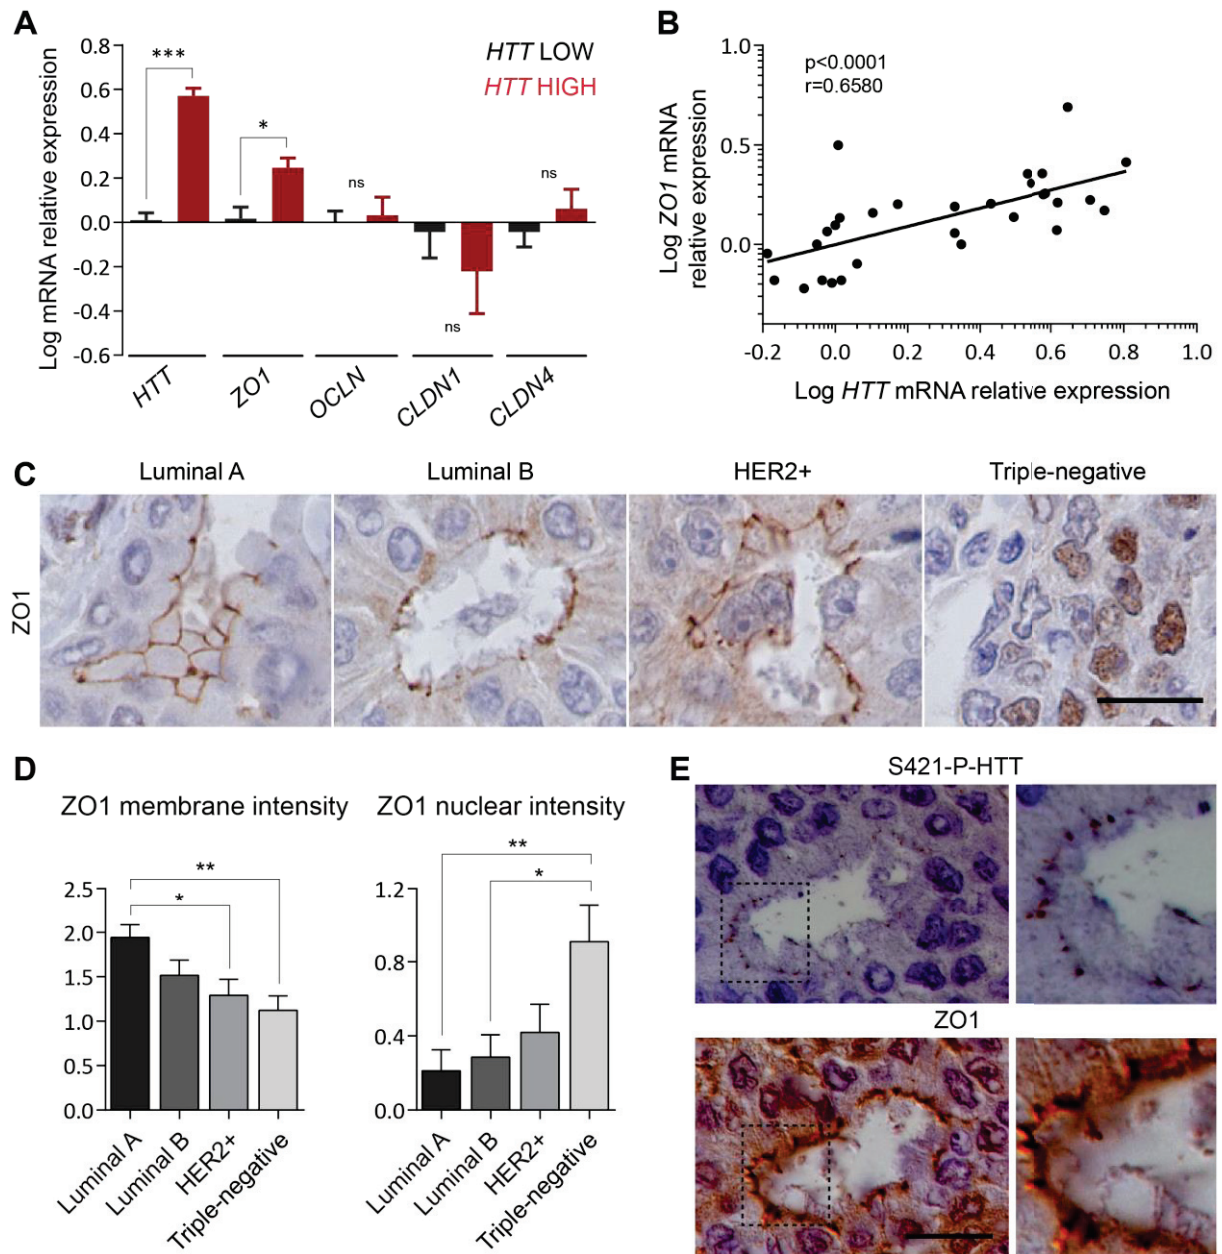 A
Log mRNA relative expression
0.8
0.6
0.4
0.2
0.0
-0.2
-0.4
-0.6
***
*
ns
ns
ns
HTT LOW
HTT HIGH
HTT
ZO1
OCLN
CLDN1
CLDN4
B
Log ZO1 mRNA
relative expression
1.0
0.5
0.0
p<0.0001
r=0.6580
-0.2
0.0
0.2
0.4
0.6
0.8
1.0
Log HTT mRNA relative expression
C
Luminal A
Luminal B
HER2+
Triple-negative
ZO1
D
ZO1 membrane intensity
**
*
2.5
2.0
1.5
1.0
0.5
0.0
Luminal A
Luminal B
HER2+
Triple-negative
ZO1 nuclear intensity
**
*
1.2
0.8
0.4
0.0
Luminal A
Luminal B
HER2+
Triple-negative
E
S421-P-HTT
ZO1